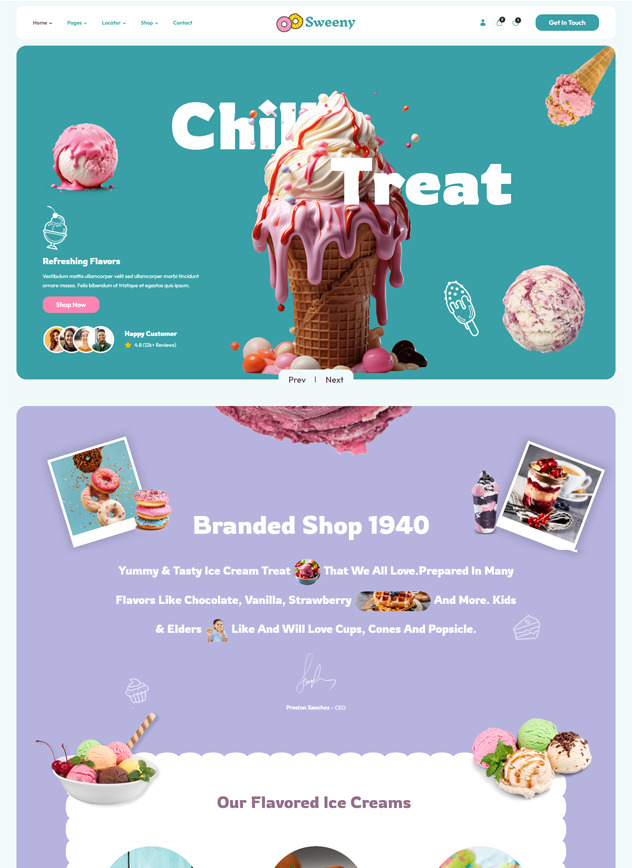 Home Pages Locator Shop Contact
Sweeny
0 0
Get In Touch
Chill
Treat
Refreshing Flavors
Vestibulum mattis ullamcorper velit sed ullamcorper morbi tincidunt
ornare massa. Felis bibendum ut tristique et egestas quis ipsum.
Shop Now
Happy Customer
4.8 (12k+ Reviews)
Prev | Next
Branded Shop 1940
Yummy & Tasty Ice Cream Treat That We All Love.Prepared In Many
Flavors Like Chocolate, Vanilla, Strawberry And More. Kids
& Elders Like And Will Love Cups, Cones And Popsicle.
Preston Sanchez - CEO
Our Flavored Ice Creams